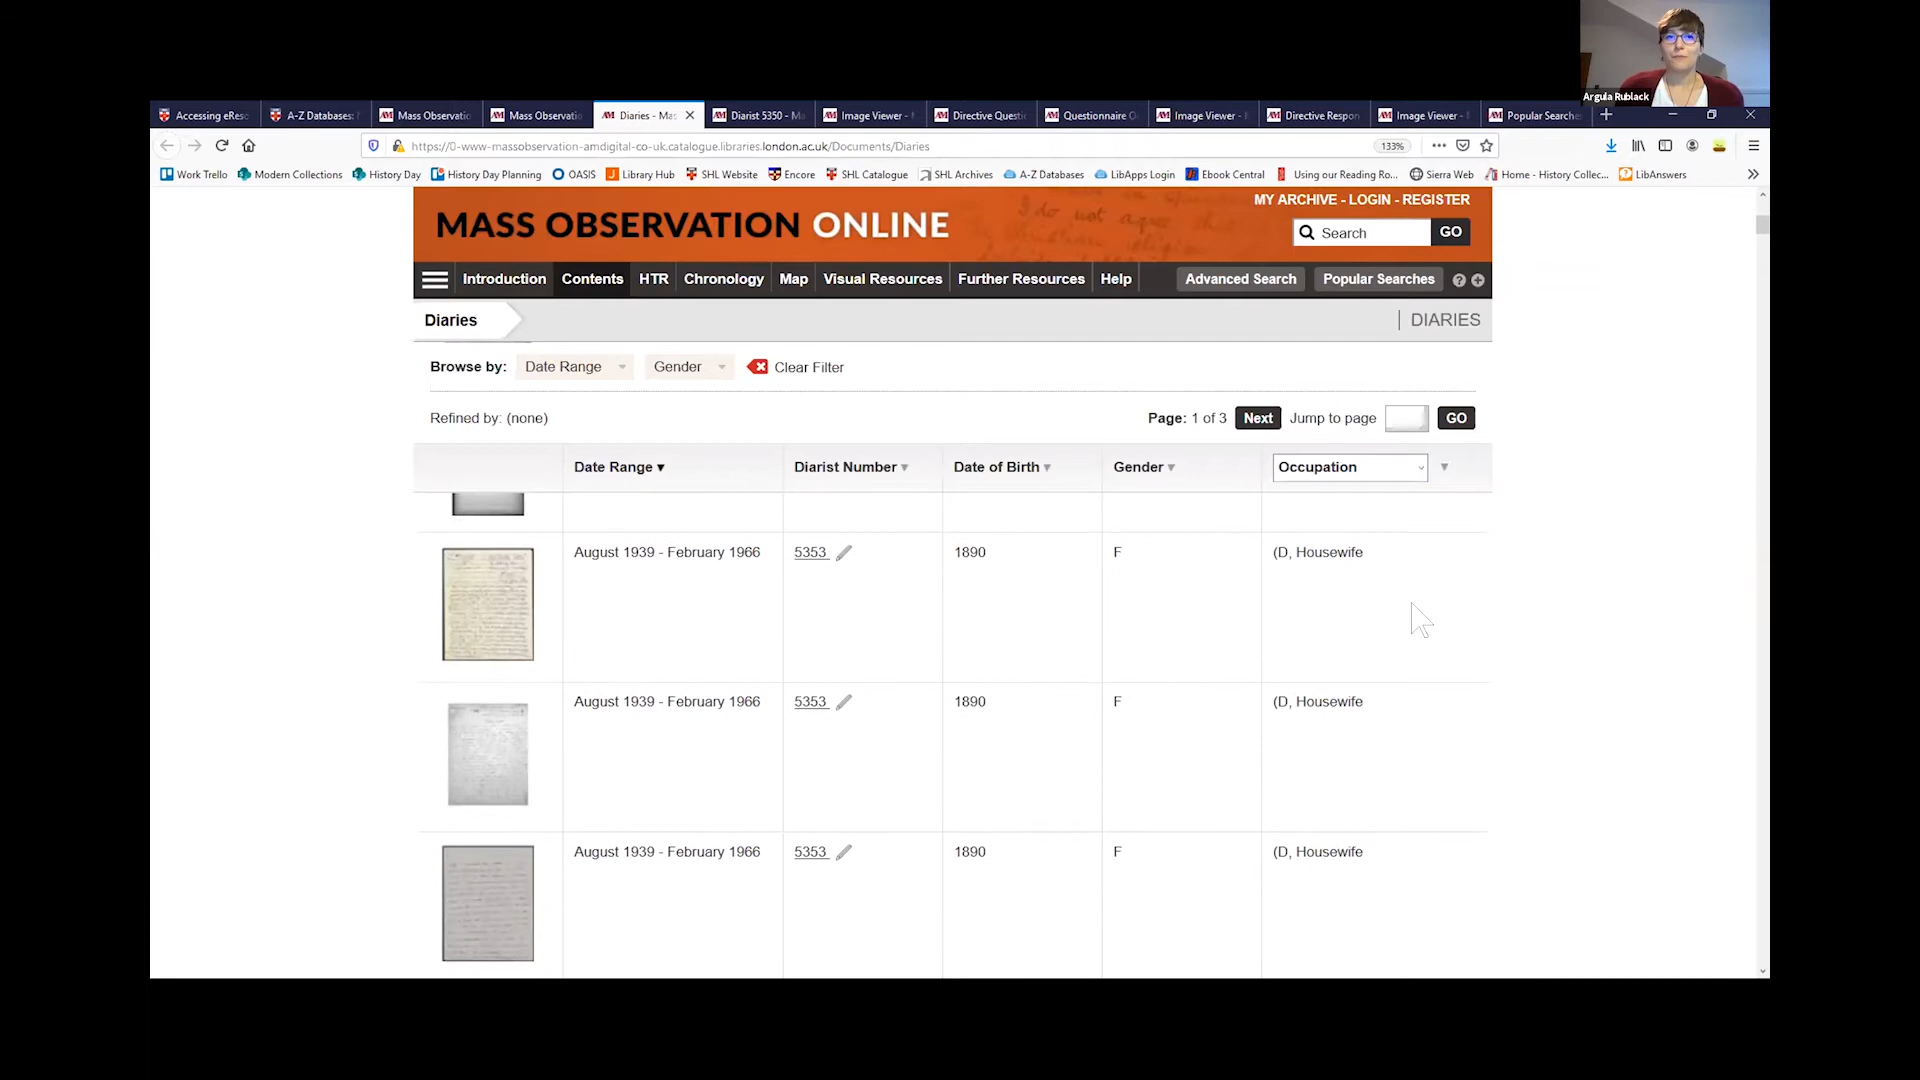 Argula Rublack
Accessing eResc
A-Z Databases:
Mass Observatio
Mass Observatio
Diaries - Mas
Diarist 5350 - Ma
Image Viewer -
Directive Questi
Questionnaire O
Image Viewer -
Directive Respon
Image Viewer -
Popular Searche
https://0-www-massobservation-amdigital-co-uk.catalogue.libraries.london.ac.uk/Documents/Diaries
133%
Work Trello
Modern Collections
History Day
History Day Planning
OASIS
Library Hub
SHL Website
Encore
SHL Catalogue
SHL Archives
A-Z Databases
LibApps Login
Ebook Central
Using our Reading Ro...
Sierra Web
Home - History Collec...
LibAnswers
MY ARCHIVE - LOGIN - REGISTER
MASS OBSERVATION ONLINE
I do not agree that
Search GO
Introduction Contents HTR Chronology Map Visual Resources Further Resources Help Advanced Search Popular Searches
Diaries | DIARIES
Browse by: Date Range Gender Clear Filter
Refined by: (none) Page: 1 of 3 Next Jump to page GO
Date Range Diarist Number Date of Birth Gender Occupation
August 1939 - February 1966 5353 1890 F (D, Housewife
August 1939 - February 1966 5353 1890 F (D, Housewife
August 1939 - February 1966 5353 1890 F (D, Housewife